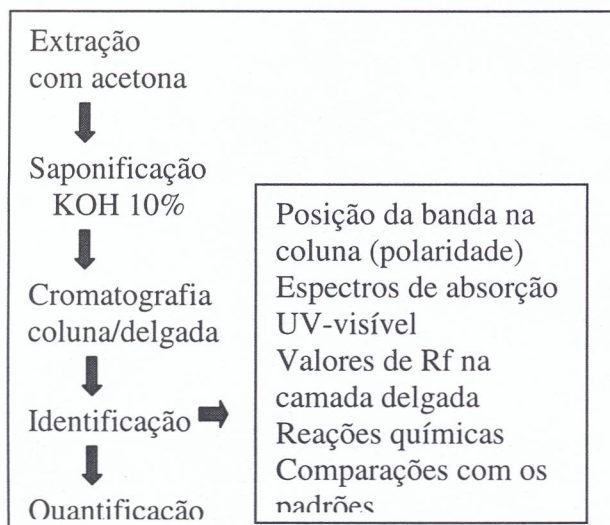 Extração
com acetona
Saponificação
KOH 10%
Cromatografia
coluna/delgada
Identificação
Quantificação
Posição da banda na
coluna (polaridade)
Espectros de absorção
UV-visível
Valores de Rf na
camada delgada
Reações químicas
Comparações com os
padrões